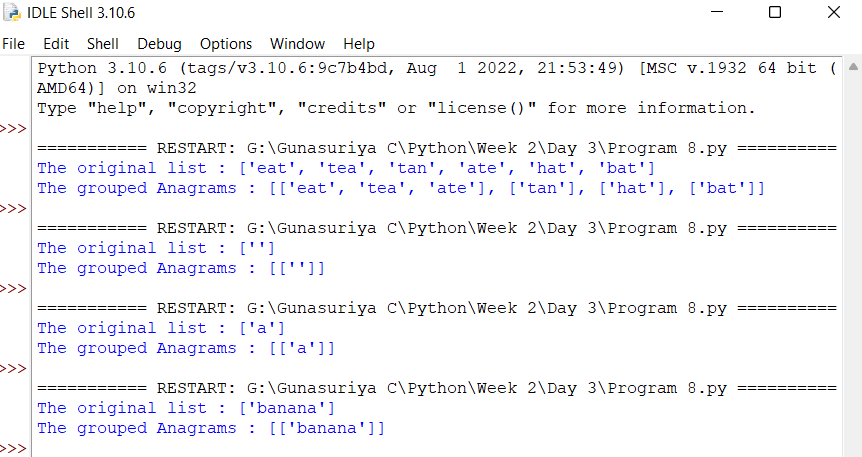 IDLE Shell 3.10.6
File Edit Shell Debug Options Window Help
Python 3.10.6 (tags/v3.10.6:9c7b4bd, Aug  1 2022, 21:53:49) [MSC v.1932 64 bit (
AMD64)] on win32
Type "help", "copyright", "credits" or "license()" for more information.
>>>
=========== RESTART: G:\Gunasuriya C\Python\Week 2\Day 3\Program 8.py ==========
The original list : ['eat', 'tea', 'tan', 'ate', 'hat', 'bat']
The grouped Anagrams : [['eat', 'tea', 'ate'], ['tan'], ['hat'], ['bat']]
>>>
=========== RESTART: G:\Gunasuriya C\Python\Week 2\Day 3\Program 8.py ==========
The original list : ['']
The grouped Anagrams : [['']]
>>>
=========== RESTART: G:\Gunasuriya C\Python\Week 2\Day 3\Program 8.py ==========
The original list : ['a']
The grouped Anagrams : [['a']]
>>>
=========== RESTART: G:\Gunasuriya C\Python\Week 2\Day 3\Program 8.py ==========
The original list : ['banana']
The grouped Anagrams : [['banana']]
>>>